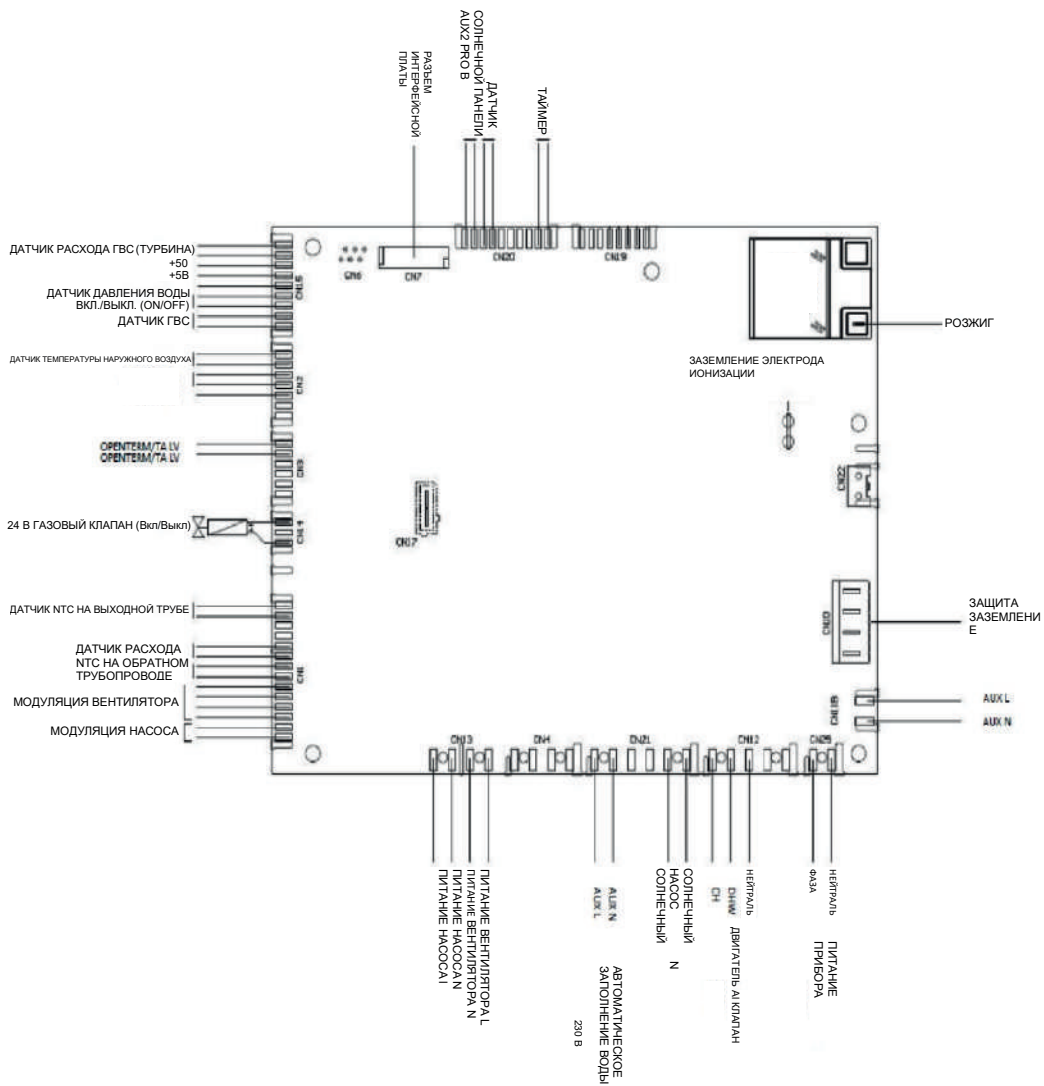 РАЗЪЕМ
ИНТЕРФЕЙСНОЙ
ПЛАТЫ
AUX2 PRO B
СОЛНЕЧНОЙ ПАНЕЛИ
ДАТЧИК
ТАЙМЕР
CN6
CN7
CN20
CN19
ДАТЧИК РАСХОДА ГВС (ТУРБИНА)
+50
+5В
ДАТЧИК ДАВЛЕНИЯ ВОДЫ
ВКЛ./ВЫКЛ. (ON/OFF)
ДАТЧИК ГВС
CN15
РОЗЖИГ
ДАТЧИК ТЕМПЕРАТУРЫ НАРУЖНОГО ВОЗДУХА
CN2
ЗАЗЕМЛЕНИЕ ЭЛЕКТРОДА
ИОНИЗАЦИИ
OPENTERM/TA LV
OPENTERM/TA LV
CN22
24 В ГАЗОВЫЙ КЛАПАН (Вкл/Выкл)
CN14
CN17
ДАТЧИК NTC НА ВЫХОДНОЙ ТРУБЕ
ЗАЩИТА
ЗАЗЕМЛЕНИ
Е
ДАТЧИК РАСХОДА
NTC НА ОБРАТНОМ
ТРУБОПРОВОДЕ
МОДУЛЯЦИЯ ВЕНТИЛЯТОРА
МОДУЛЯЦИЯ НАСОСА
CN18
AUX L
AUX N
CN13
CN4
CN21
CN12
CN25
ПИТАНИЕ НАСОСА I
ПИТАНИЕ НАСОСА N
ПИТАНИЕ ВЕНТИЛЯТОРА N
ПИТАНИЕ ВЕНТИЛЯТОРА L
AUX L
AUX N
АВТОМАТИЧЕСКОЕ
ЗАПОЛНЕНИЕ ВОДЫ
230 В
СОЛНЕЧНЫЙ
НАСОС N
СОЛНЕЧНЫЙ
CH
DHW ДВИГАТЕЛЬ AI КЛАПАН
НЕЙТРАЛЬ
ФАЗА
НЕЙТРАЛЬ
ПИТАНИЕ
ПРИБОРА